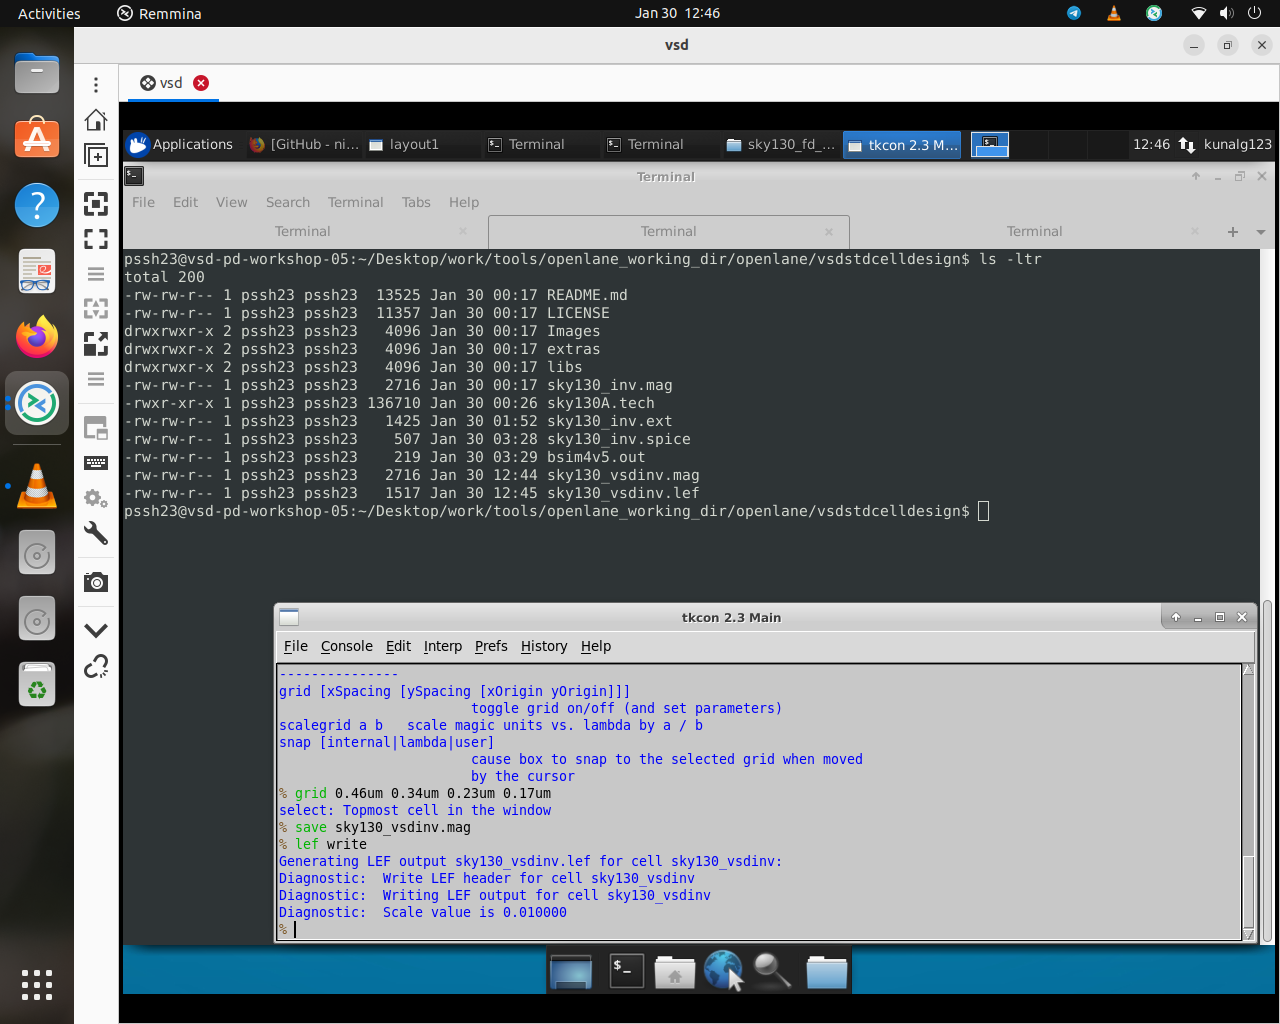 Activities
Remmina
Jan 30 12:46
vsd
vsd
Applications
[GitHub - ni...
layout1
Terminal
Terminal
sky130_fd_...
tkcon 2.3 M...
12:46
kunalg123
Terminal
File Edit View Search Terminal Tabs Help
Terminal
Terminal
Terminal
pssh23@vsd-pd-workshop-05:~/Desktop/work/tools/openlane_working_dir/openlane/vsdstdcelldesign$ ls -ltr
total 200
-rw-rw-r-- 1 pssh23 pssh23  13525 Jan 30 00:17 README.md
-rw-rw-r-- 1 pssh23 pssh23  11357 Jan 30 00:17 LICENSE
drwxrwxr-x 2 pssh23 pssh23   4096 Jan 30 00:17 Images
drwxrwxr-x 2 pssh23 pssh23   4096 Jan 30 00:17 extras
drwxrwxr-x 2 pssh23 pssh23   4096 Jan 30 00:17 libs
-rw-rw-r-- 1 pssh23 pssh23   2716 Jan 30 00:17 sky130_inv.mag
-rwxr-xr-x 1 pssh23 pssh23 136710 Jan 30 00:26 sky130A.tech
-rw-rw-r-- 1 pssh23 pssh23   1425 Jan 30 01:52 sky130_inv.ext
-rw-rw-r-- 1 pssh23 pssh23    507 Jan 30 03:28 sky130_inv.spice
-rw-rw-r-- 1 pssh23 pssh23    219 Jan 30 03:29 bsim4v5.out
-rw-rw-r-- 1 pssh23 pssh23   2716 Jan 30 12:44 sky130_vsdinv.mag
-rw-rw-r-- 1 pssh23 pssh23   1517 Jan 30 12:45 sky130_vsdinv.lef
pssh23@vsd-pd-workshop-05:~/Desktop/work/tools/openlane_working_dir/openlane/vsdstdcelldesign$
tkcon 2.3 Main
File Console Edit Interp Prefs History Help
---------------
grid [xSpacing [ySpacing [xOrigin yOrigin]]]
toggle grid on/off (and set parameters)
scalegrid a b   scale magic units vs. lambda by a / b
snap [internal|lambda|user]
cause box to snap to the selected grid when moved
by the cursor
% grid 0.46um 0.34um 0.23um 0.17um
select: Topmost cell in the window
% save sky130_vsdinv.mag
% lef write
Generating LEF output sky130_vsdinv.lef for cell sky130_vsdinv:
Diagnostic:  Write LEF header for cell sky130_vsdinv
Diagnostic:  Writing LEF output for cell sky130_vsdinv
Diagnostic:  Scale value is 0.010000
%